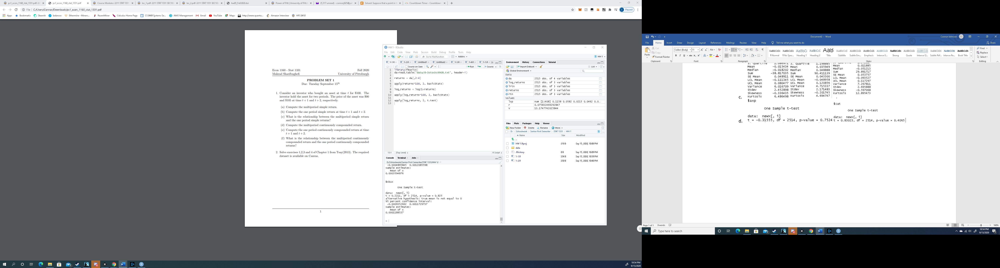 ps1_econ_1160_stat_1331.pdf: 22
ps1_econ_1160_stat_1331.pdf
Course Modules: 2211 STAT 1331
lec_1.pdf: 2211 STAT 1331 SEC10
lec_2.pdf: 2211 STAT 1331 SEC10
hw03_Fall2020.dvi
Power of Pitt | University of Pitts
(5,317 unread) - connorj825@ya
Solved: Suppose that a point in t
Countdown Timer - Countdown
File | C:/Users/Connor/Downloads/ps1_econ_1160_stat_1331.pdf
Paused
Apps Bookmarks Steemit balances Ethermine - Miners... RavenMiner Calculus Home Page CS 0449 Systems So... AMO Management Gmail YouTube Maps http://www.quantu... Amazon Interview HPS 0410
Econ 1160 - Stat 1331 Fall 2020
Mahrad Sharifvaghefi University of Pittsburgh
PROBLEM SET 1
Due: Tuesday September 15th
1. Consider an investor who bought an asset at time t for $100. The
investor hold the asset for two periods. The price of the asset was $90
and $105 at time t + 1 and t + 2, respectively.
(a) Compute the multiperiod simple return.
(b) Compute the one period simple return at time t + 1 and t + 2.
(c) What is the relationship between the multiperiod simple return
and the one period simple returns?
(d) Compute the multiperiod continuously compounded return.
(e) Compute the one period continuously compounded return at time
t + 1 and t + 2.
(f) What is the relationship between the multiperiod continuously
compounded return and the one period continuously compounded
returns?
2. Solve exercises 1,2,3 and 4 of Chapter 1 from Tsay(2013). The required
dataset is available on Canvas.
1
HW 1 - RStudio
File Edit Code View Plots Session Build Debug Profile Tools Help
Go to file/function Addins HW 1
1-1.R 1-2.R Untitled1 Untitled2 1-3.R 1-4.R 1-1.R
Source on Save Run Source
1 library(fBasics)
2 da=read.table("data/d-3stocks9908.txt", header=T)
3
4 returns = da[,2:4]
5
6 apply(returns*100, 2, basicStats)
7
8 log_returns = log(1+returns)
9
10 apply(log_returns*100, 2, basicStats)
11
12 apply(log_returns, 2, t.test)
13
13:1 (Top Level) R Script
Console Terminal Jobs
D:/Schoolwork/Senior First Semester/STAT 1331/HW 1/
-0.0004895845 0.0012085598
sample estimates:
mean of x
0.0003594876
$sbux
One Sample t-test
data: newX[, i]
t = 0.2211, df = 2514, p-value = 0.825
alternative hypothesis: true mean is not equal to 0
95 percent confidence interval:
-0.0009352662 0.0011729737
sample estimates:
mean of x
0.0001188537
>
Environment History Connections Tutorial
Import Dataset List
Global Environment
Data
da 2515 obs. of 4 variables
log_returns 2515 obs. of 3 variables
lrtn 2515 obs. of 3 variables
returns 2515 obs. of 3 variables
rtn 2515 obs. of 3 variables
Values
lsp num [1:408] 0.1158 0.0582 0.0215 0.0462 0.0...
r 0.075832469292847
v 13.1747742025844
Files Plots Packages Help Viewer
New Folder Delete Rename More
D: Schoolwork Senior First Semester STAT 1331 HW 1
Name Size Modified
..
HW 1.Rproj 218 B Sep 15, 2020, 10:08 PM
data
.Rhistory 0 B Sep 15, 2020, 10:09 PM
1-1.R 234 B Sep 15, 2020, 10:39 PM
1-2.R 230 B Sep 15, 2020, 10:40 PM
10:54 PM
9/15/2020
Document2 - Word
Connor Johnson
File Home Insert Draw Design Layout References Mailings Review View Help Tell me what you want to do Share
Paste Cut Copy Format Painter
Calibri (Body) 11
Normal No Spac... Heading 1 Heading 2 Title Subtitle Subtle Em... Emphasis Intense E... Strong Quote Intense Q... Subtle Ref... Intense Re... Book Title
Find Replace Select
Clipboard Font Paragraph Styles Editing
3. Quartile 1.086971 3. Quartile 1.198885
Mean -0.015434 Mean 0.035949 Mean 0.011885
Median -0.018202 Median 0.048888 Median -0.051213
Sum -38.817035 Sum 90.411139 Sum 29.891717
SE Mean 0.048911 SE Mean 0.043300 SE Mean 0.053757
LCL Mean -0.111345 LCL Mean -0.048958 LCL Mean -0.093527
UCL Mean 0.080477 UCL Mean 0.120856 UCL Mean 0.117297
Variance 6.016709 Variance 4.715337 Variance 7.267811
Stdev 2.452898 Stdev 2.171483 Stdev 2.695888
Skewness -0.336435 Skewness -0.201745 Skewness -0.597068
Kurtosis 6.486498 Kurtosis 4.694747 Kurtosis 12.895473
c.
$axp
$cat
One Sample t-test
One Sample t-test
data: newX[, i]
data: newX[, i]
d. t = -0.31555, df = 2514, p-value = 0.7524 t = 0.83023, df = 2514, p-value = 0.4065
Page 1 of 1 9 words 180%
Type here to search
10:54 PM
9/15/2020